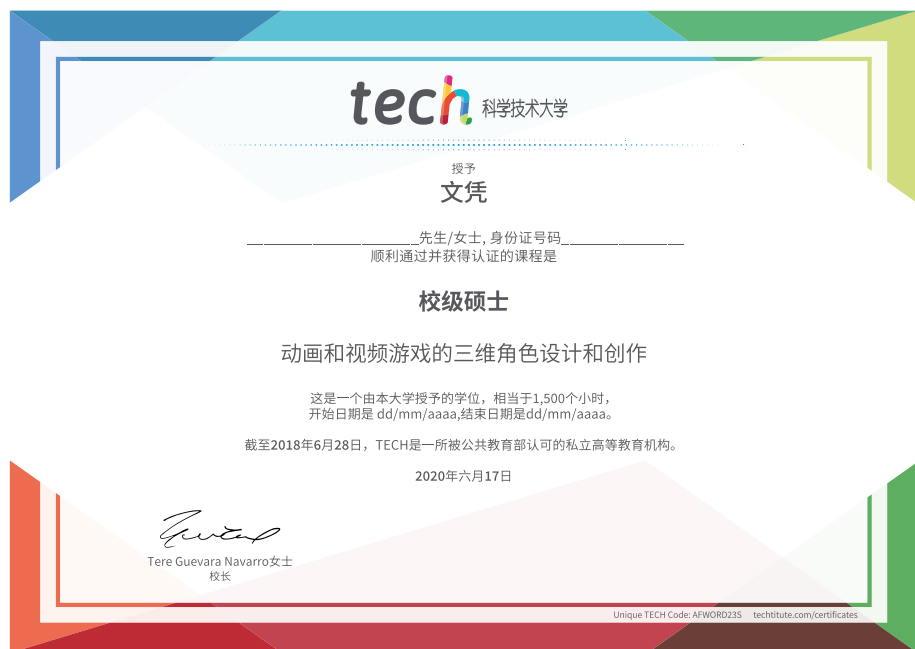 tech 科学技术大学
授予
文凭
______________________先生/女士, 身份证号码________________
顺利通过并获得认证的课程是
校级硕士
动画和视频游戏的三维角色设计和创作
这是一个由本大学授予的学位，相当于1,500个小时，
开始日期是 dd/mm/aaaa,结束日期是dd/mm/aaaa。
截至2018年6月28日，TECH是一所被公共教育部认可的私立高等教育机构。
2020年六月17日
Tere Guevara Navarro女士
校长
Unique TECH Code: AFWORD23S techtitute.com/certificates